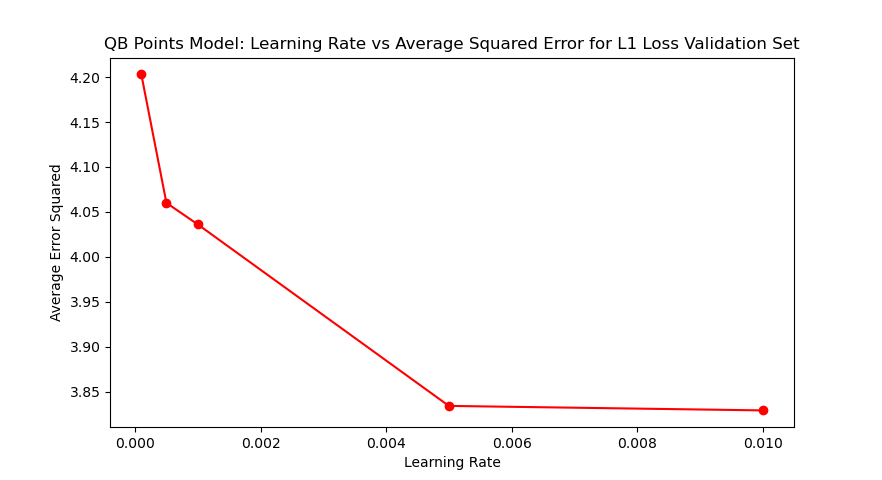 QB Points Model: Learning Rate vs Average Squared Error for L1 Loss Validation Set
Average Error Squared
4.20
4.15
4.10
4.05
4.00
3.95
3.90
3.85
0.000 0.002 0.004 0.006 0.008 0.010
Learning Rate